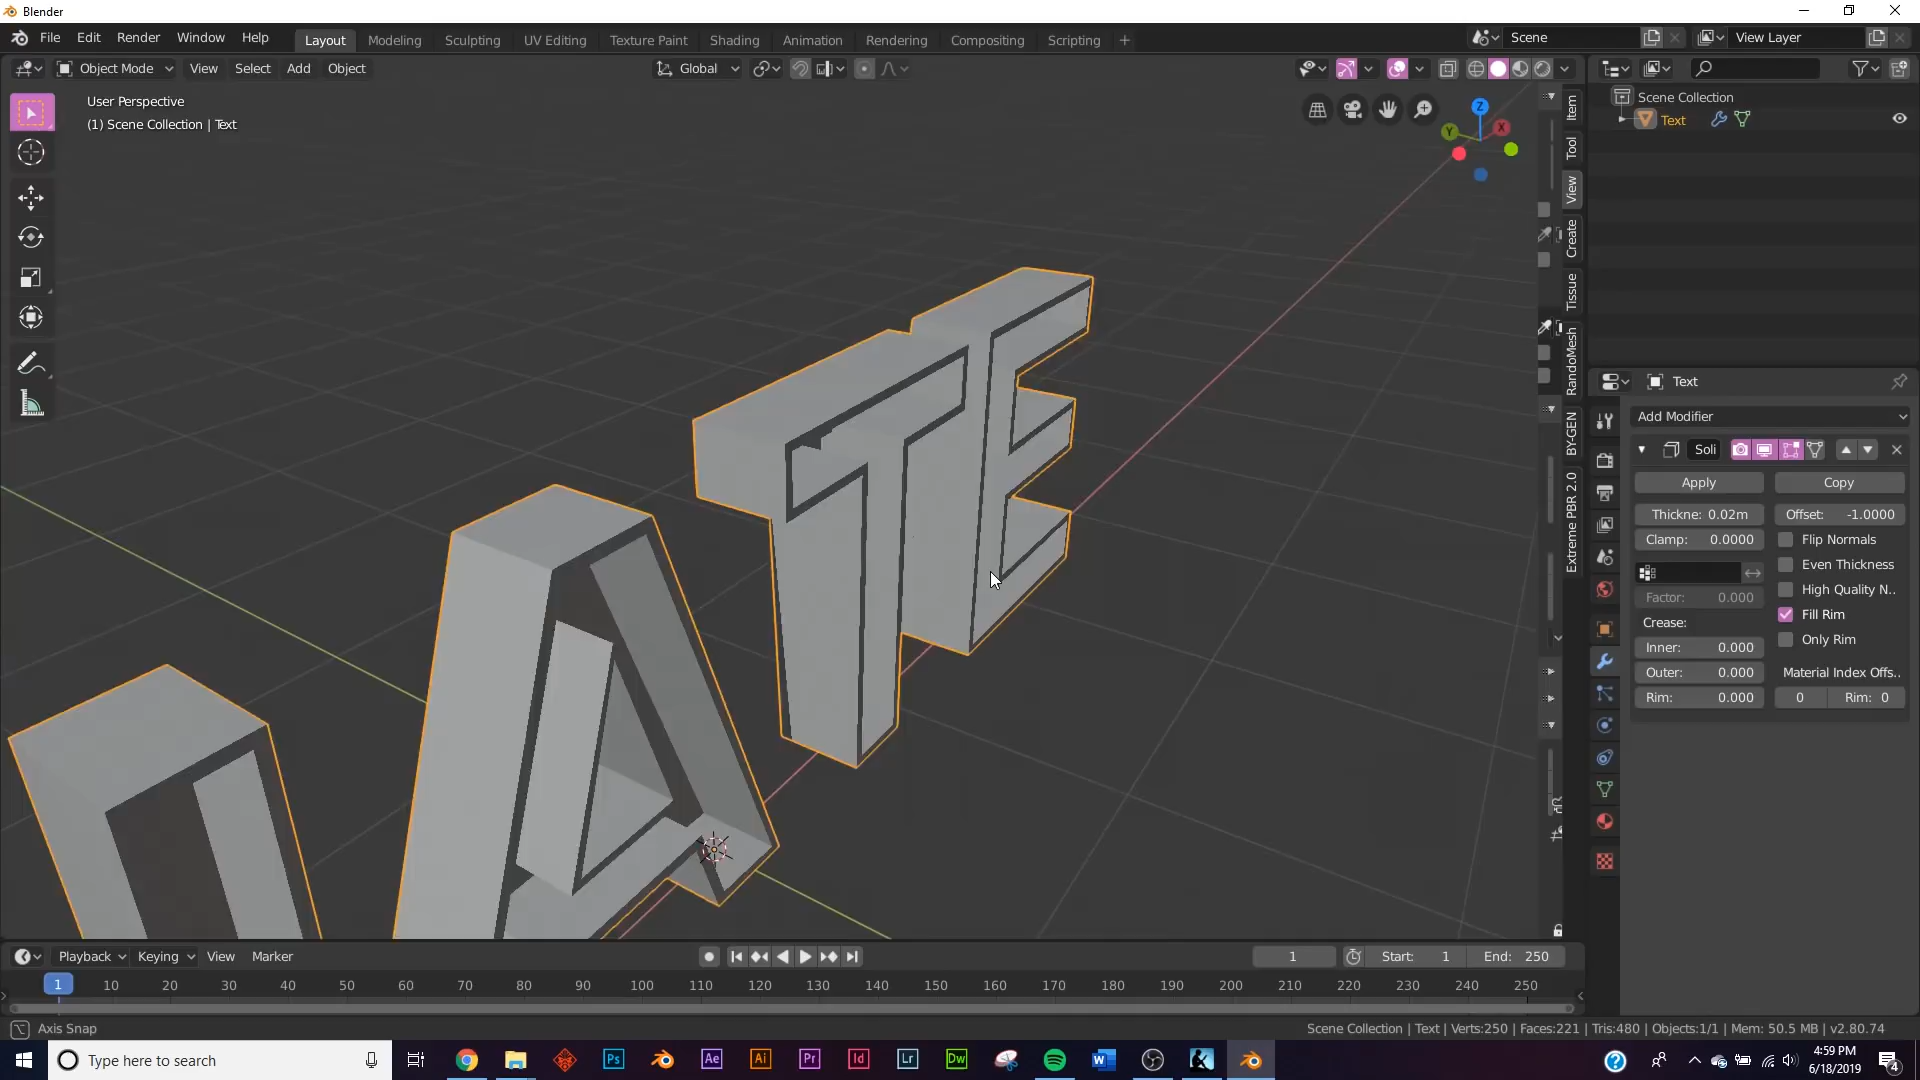 Blender
File Edit Render Window Help
Layout Modeling Sculpting UV Editing Texture Paint Shading Animation Rendering Compositing Scripting +
Scene
View Layer
Object Mode View Select Add Object
Global
User Perspective
(1) Scene Collection | Text
Z
X
Y
Item
Tool
View
Create
Tissue
RandoMesh
BY-GEN
Extreme PBR 2.0
Scene Collection
Text
Text
Add Modifier
Soli
Apply Copy
Thickne: 0.02m Offset: -1.0000
Clamp: 0.0000 Flip Normals
Even Thickness
High Quality N..
Factor: 0.000
Fill Rim
Crease:
Only Rim
Inner: 0.000
Outer: 0.000 Material Index Offs..
Rim: 0.000 0 Rim: 0
ATE
Playback Keying View Marker
1 Start: 1 End: 250
1 10 20 30 40 50 60 70 80 90 100 110 120 130 140 150 160 170 180 190 200 210 220 230 240 250
Axis Snap
Scene Collection | Text | Verts:250 | Faces:221 | Tris:480 | Objects:1/1 | Mem: 50.5 MB | v2.80.74
Type here to search
Ps Ae Ai Pr Id Lr Dw W
4:59 PM
6/18/2019
4